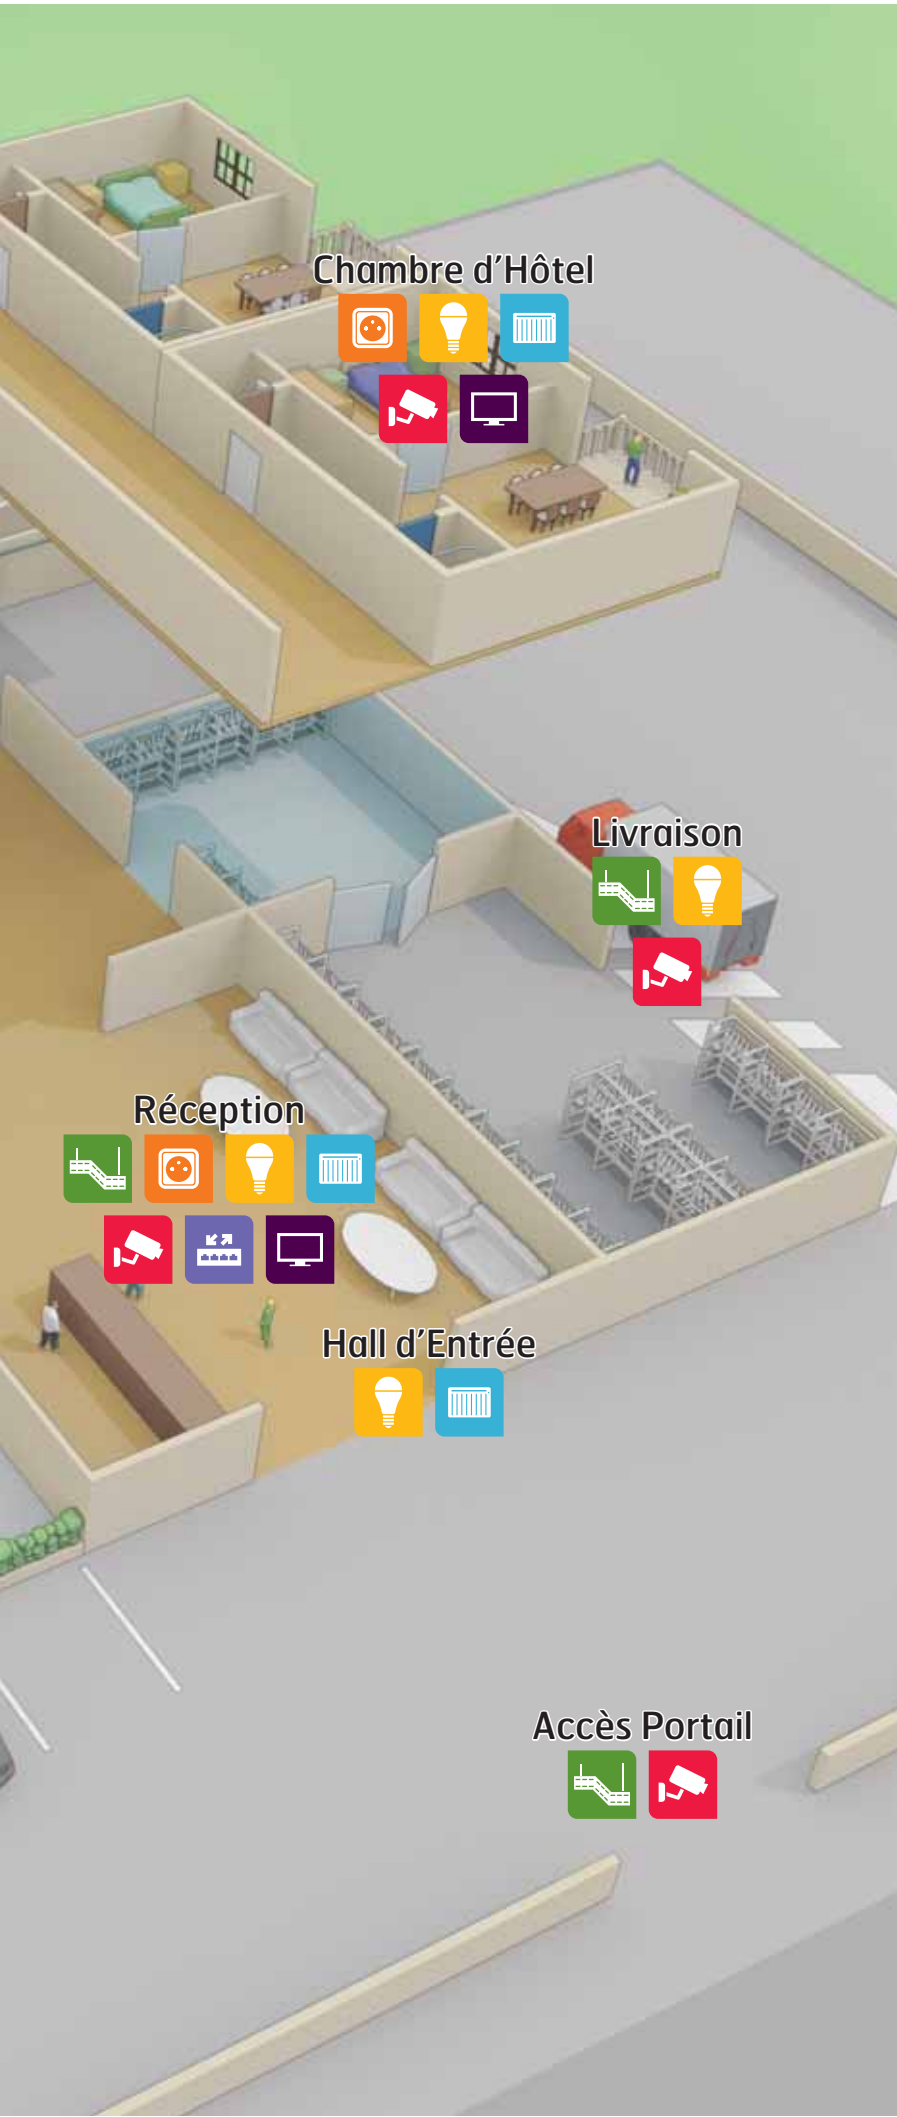 Chambre d'Hôtel
Livraison
Réception
Hall d'Entrée
Accès Portail